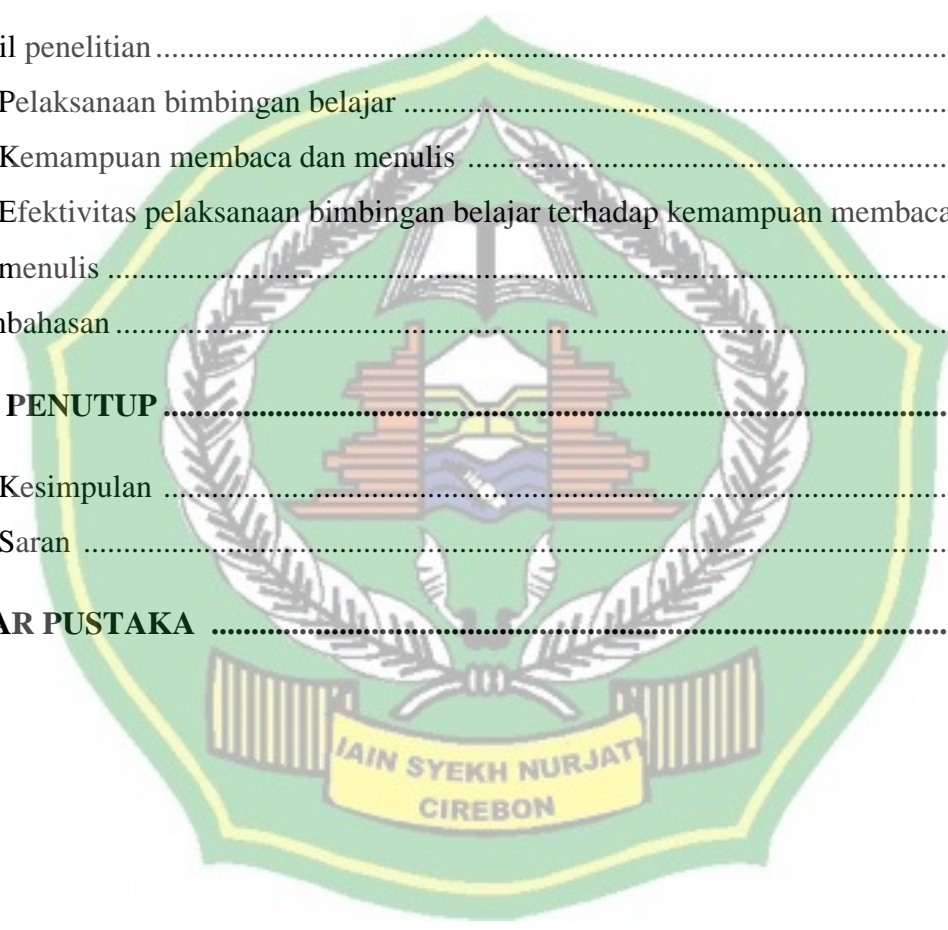 il penelitian ........................................................................................
Pelaksanaan bimbingan belajar ............................................................
Kemampuan membaca dan menulis ....................................................
Efektivitas pelaksanaan bimbingan belajar terhadap kemampuan membaca
menulis ................................................................................................
mbahasan ..............................................................................................
PENUTUP ..........................................................................................
Kesimpulan ..........................................................................................
Saran ....................................................................................................
AR PUSTAKA ....................................................................................
IAIN SYEKH NURJATI
CIREBON